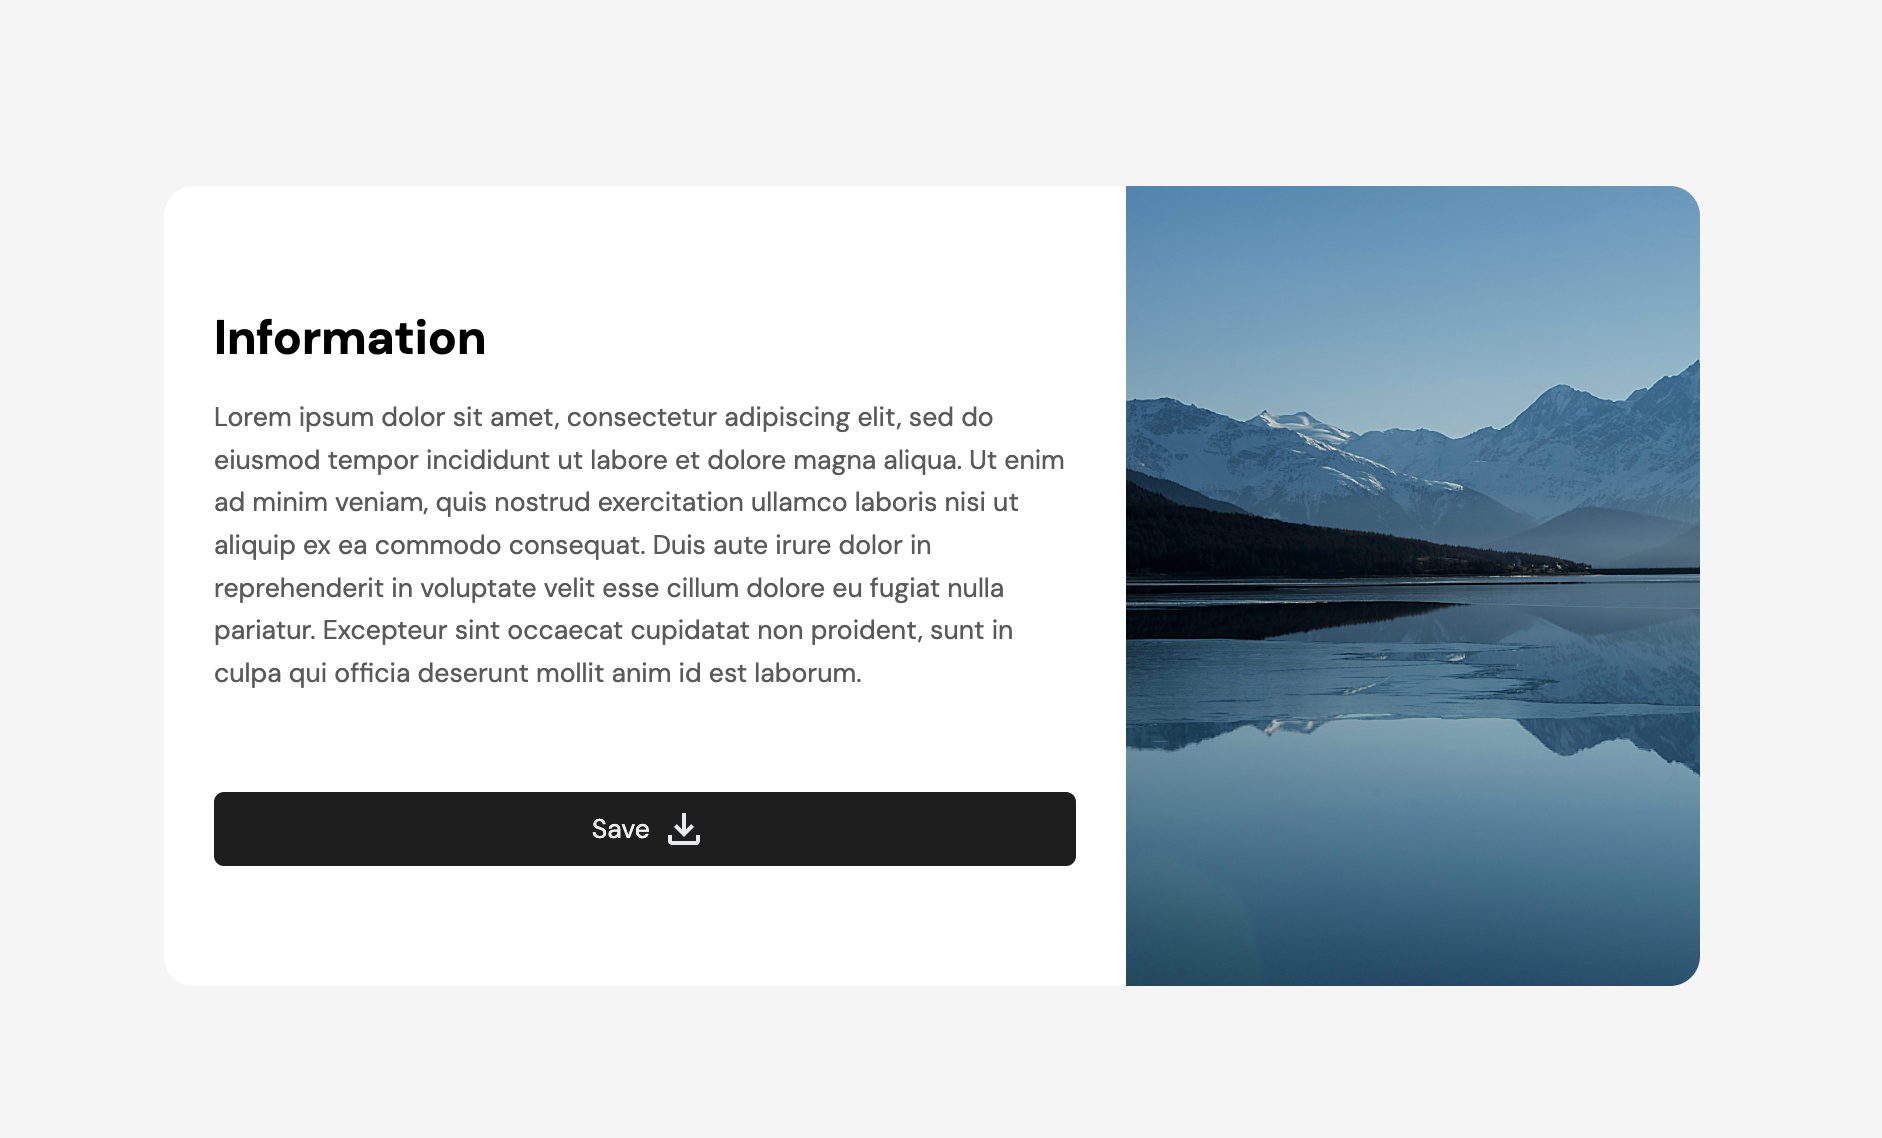 Information
Lorem ipsum dolor sit amet, consectetur adipiscing elit, sed do
eiusmod tempor incididunt ut labore et dolore magna aliqua. Ut enim
ad minim veniam, quis nostrud exercitation ullamco laboris nisi ut
aliquip ex ea commodo consequat. Duis aute irure dolor in
reprehenderit in voluptate velit esse cillum dolore eu fugiat nulla
pariatur. Excepteur sint occaecat cupidatat non proident, sunt in
culpa qui officia deserunt mollit anim id est laborum.
Save